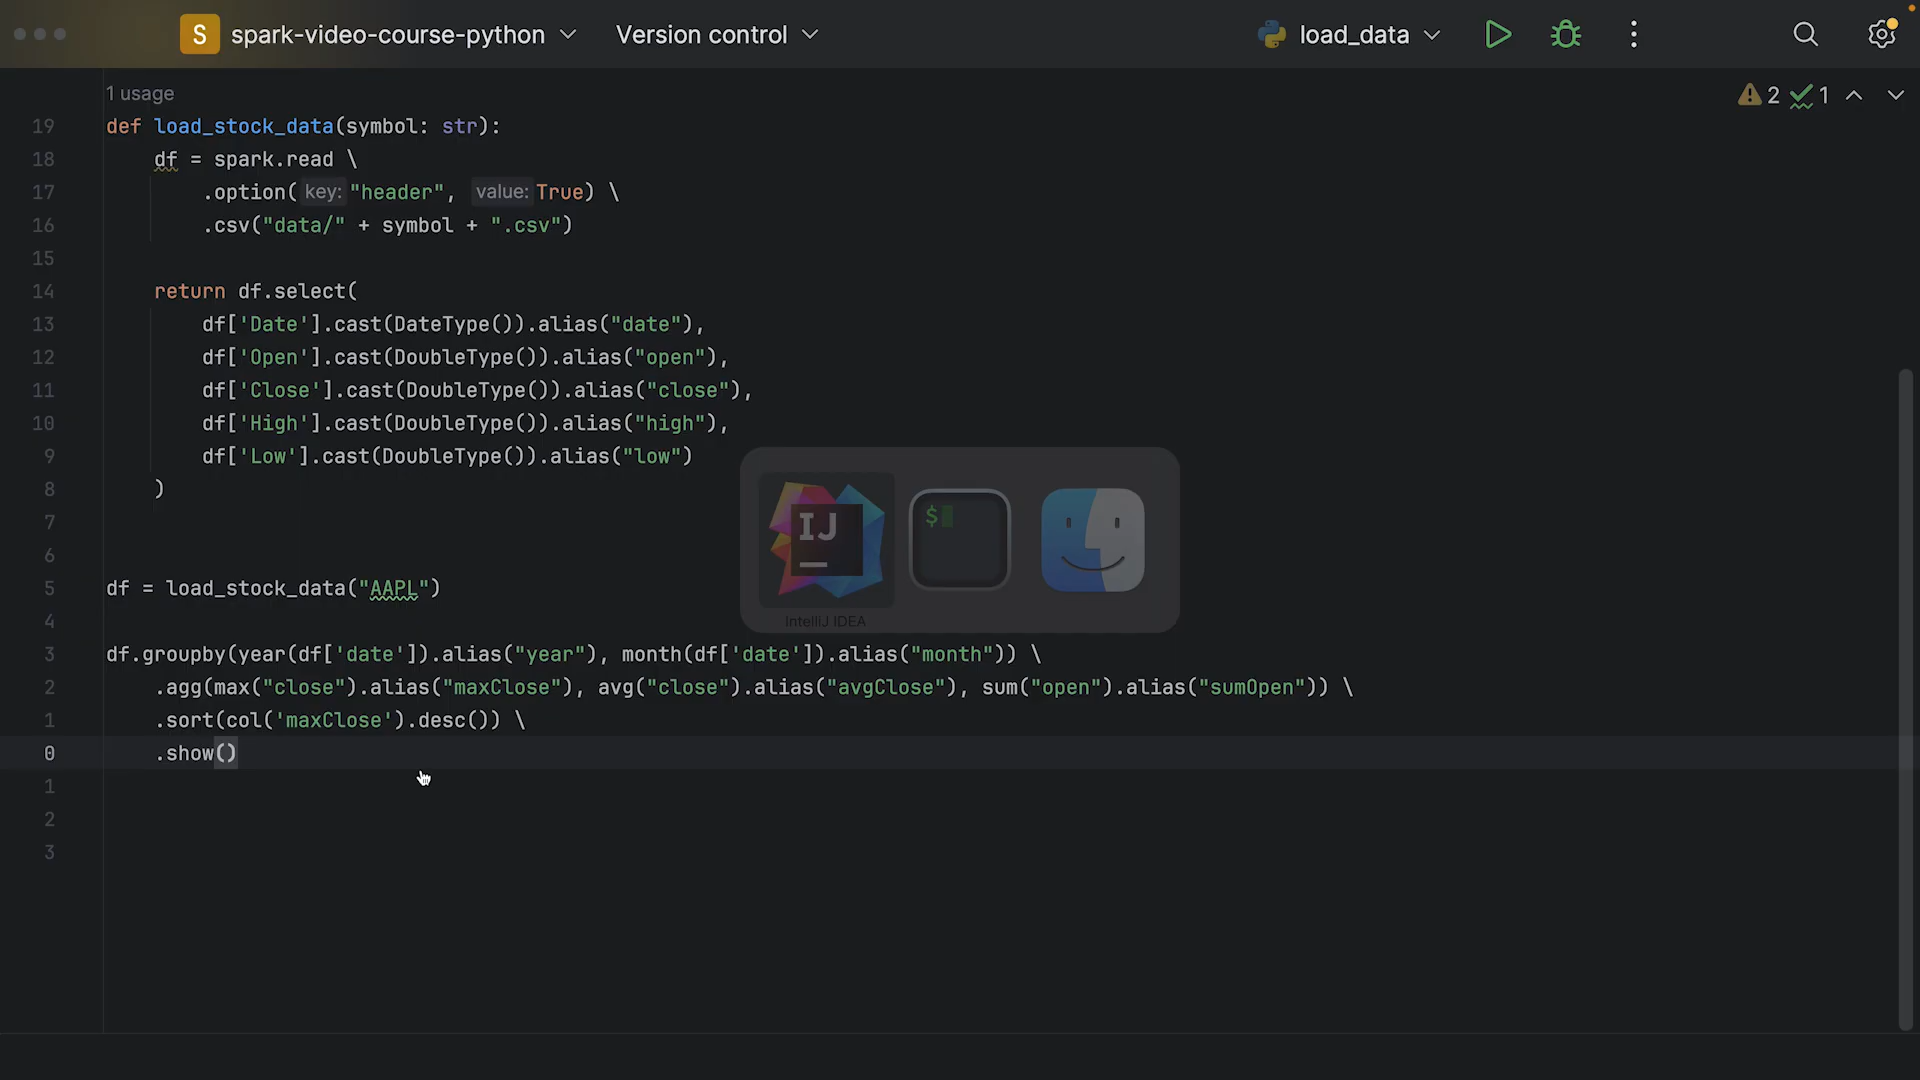 S spark-video-course-python Version control load_data
1 usage 2 1
19 def load_stock_data(symbol: str):
18 df = spark.read \
17 .option( key: "header", value: True) \
16 .csv("data/" + symbol + ".csv")
15
14 return df.select(
13 df['Date'].cast(DateType()).alias("date"),
12 df['Open'].cast(DoubleType()).alias("open"),
11 df['Close'].cast(DoubleType()).alias("close"),
10 df['High'].cast(DoubleType()).alias("high"),
9 df['Low'].cast(DoubleType()).alias("low")
8 )
7
6
5 df = load_stock_data("AAPL")
4
3 df.groupby(year(df['date']).alias("year"), month(df['date']).alias("month")) \
2 .agg(max("close").alias("maxClose"), avg("close").alias("avgClose"), sum("open").alias("sumOpen")) \
1 .sort(col('maxClose').desc()) \
0 .show()
1
2
3
IJ
$
IntelliJ IDEA